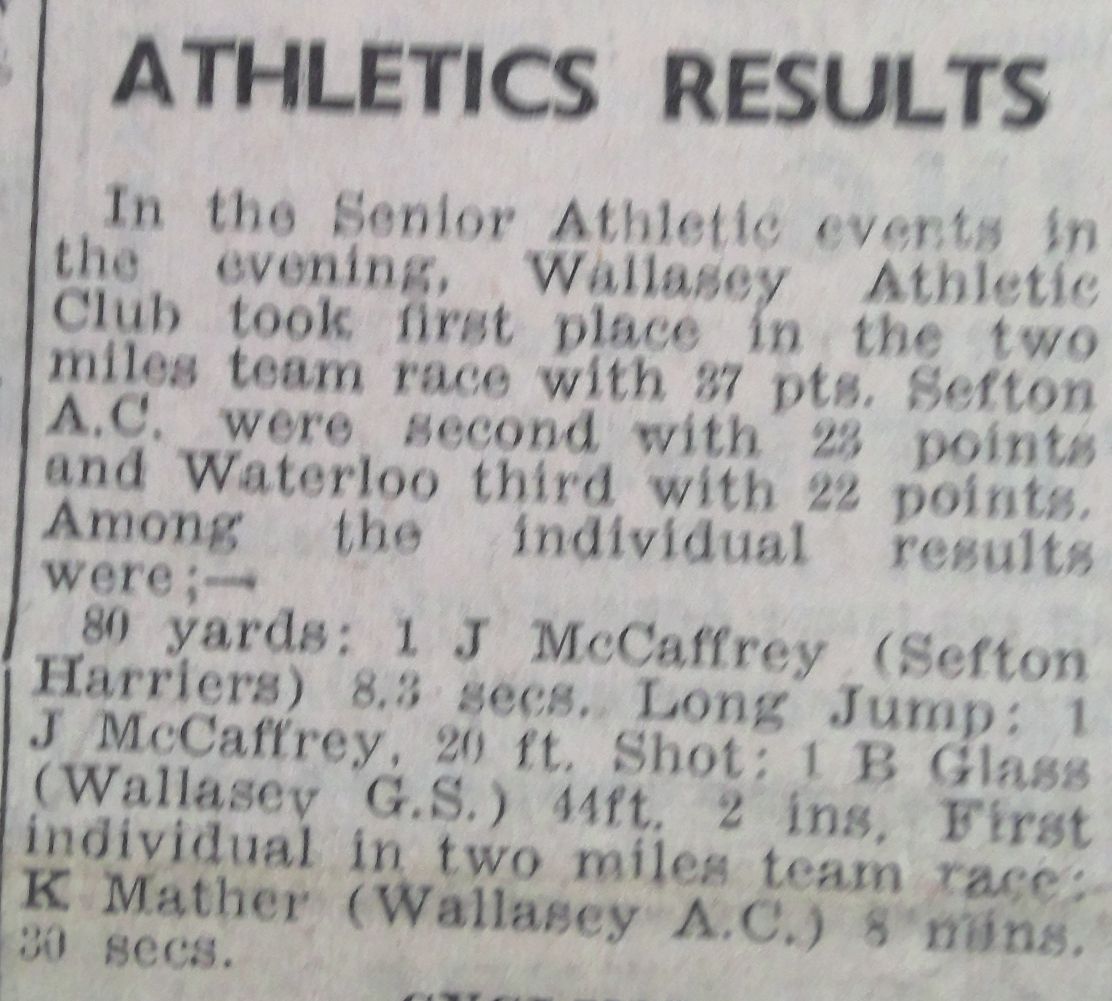 ATHLETICS RESULTS
In the Senior Athletic events in
the evening, Wallasey Athletic
Club took first place in the two
miles team race with 37 pts. Sefton
A.C. were second with 23 points
and Waterloo third with 22 points.
Among the individual results
were;—
80 yards: 1 J McCaffrey (Sefton
Harriers) 8.3 secs. Long Jump: 1
J McCaffrey, 20 ft. Shot: 1 B Glass
(Wallasey G.S.) 44ft. 2 ins. First
individual in two miles team race:
K Mather (Wallasey A.C.) 8 mins.
30 secs.